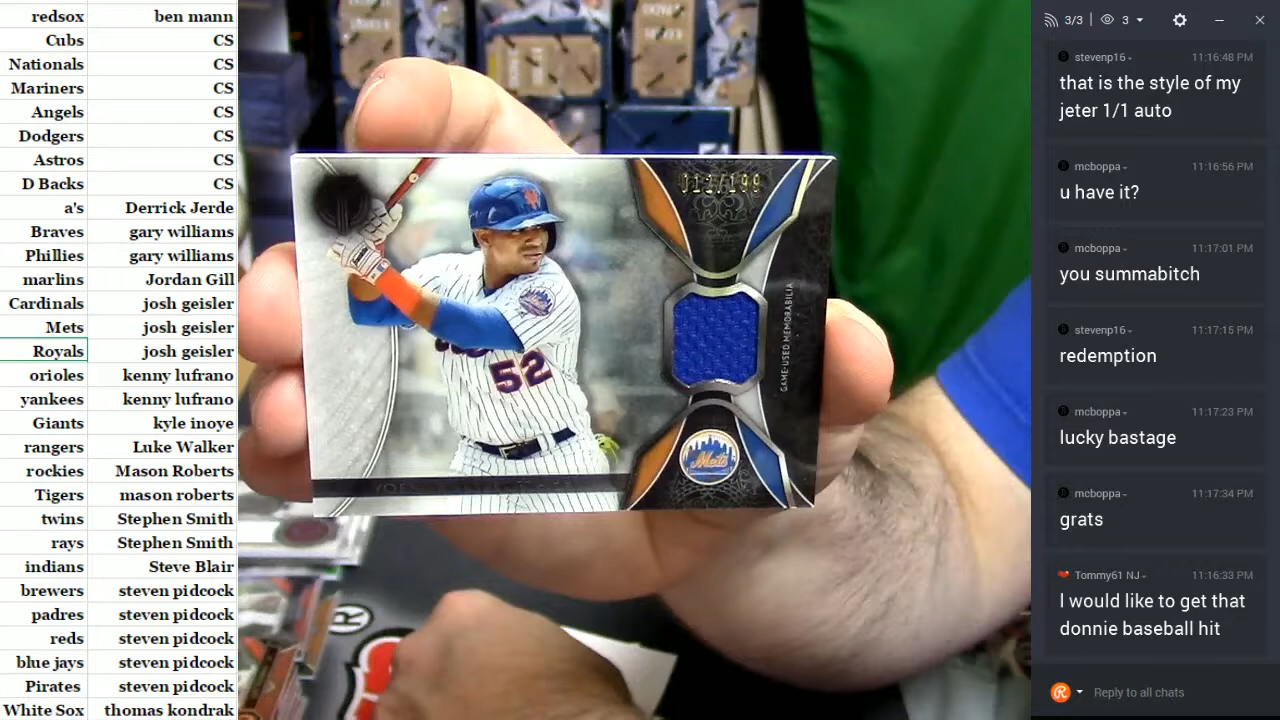 redsox ben mann
Cubs CS
Nationals CS
Mariners CS
Angels CS
Dodgers CS
Astros CS
D Backs CS
a's Derrick Jerde
Braves gary williams
Phillies gary williams
marlins Jordan Gill
Cardinals josh geisler
Mets josh geisler
Royals josh geisler
orioles kenny lufrano
yankees kenny lufrano
Giants kyle inoye
rangers Luke Walker
rockies Mason Roberts
Tigers mason roberts
twins Stephen Smith
rays Stephen Smith
indians Steve Blair
brewers steven pidcock
padres steven pidcock
reds steven pidcock
blue jays steven pidcock
Pirates steven pidcock
White Sox thomas kondrak
012/199
52
GAME-USED MEMORABILIA
Mets
®
3/3 3
stevenp16 11:16:48 PM
that is the style of my
jeter 1/1 auto
mcboppa 11:16:56 PM
u have it?
mcboppa 11:17:01 PM
you summabitch
stevenp16 11:17:15 PM
redemption
mcboppa 11:17:23 PM
lucky bastage
mcboppa 11:17:34 PM
grats
Tommy61 NJ 11:16:33 PM
I would like to get that
donnie baseball hit
Reply to all chats